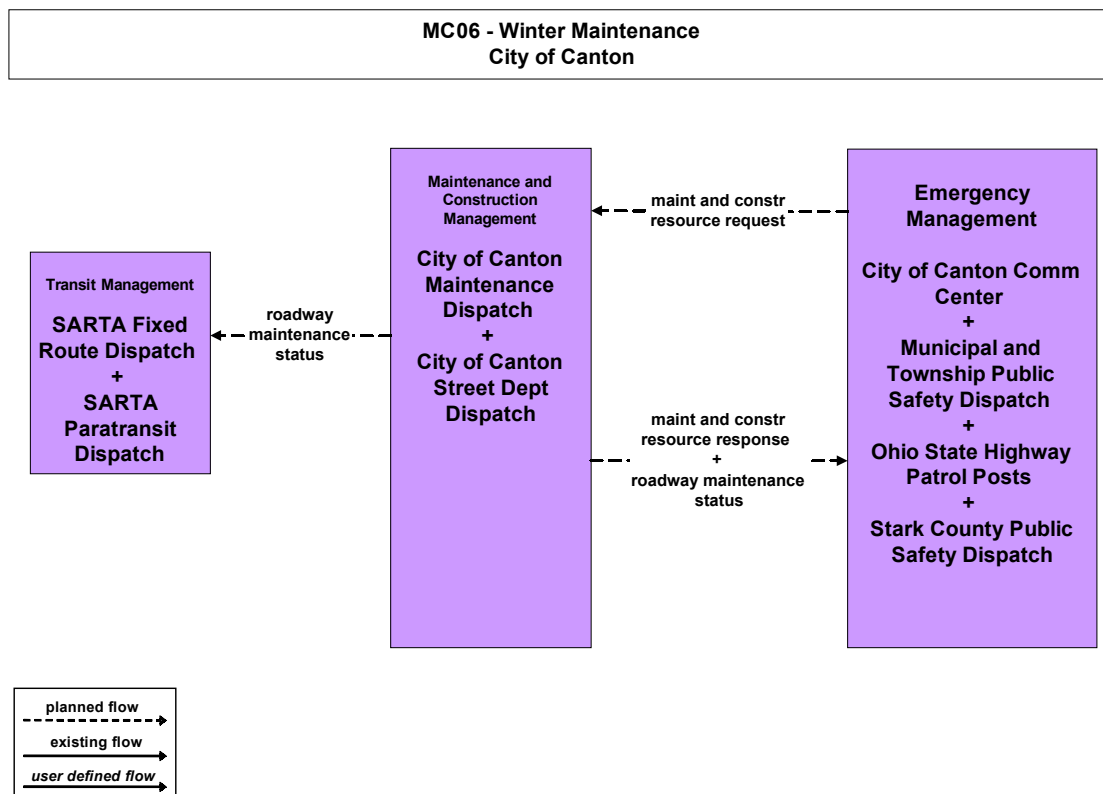 MC06 - Winter Maintenance
City of Canton
Transit Management
SARTA Fixed
Route Dispatch
+
SARTA
Paratransit
Dispatch
roadway
maintenance
status
Maintenance and
Construction
Management
City of Canton
Maintenance
Dispatch
+
City of Canton
Street Dept
Dispatch
maint and constr
resource request
maint and constr
resource response
+
roadway maintenance
status
Emergency
Management
City of Canton Comm
Center
+
Municipal and
Township Public
Safety Dispatch
+
Ohio State Highway
Patrol Posts
+
Stark County Public
Safety Dispatch
planned flow
existing flow
user defined flow